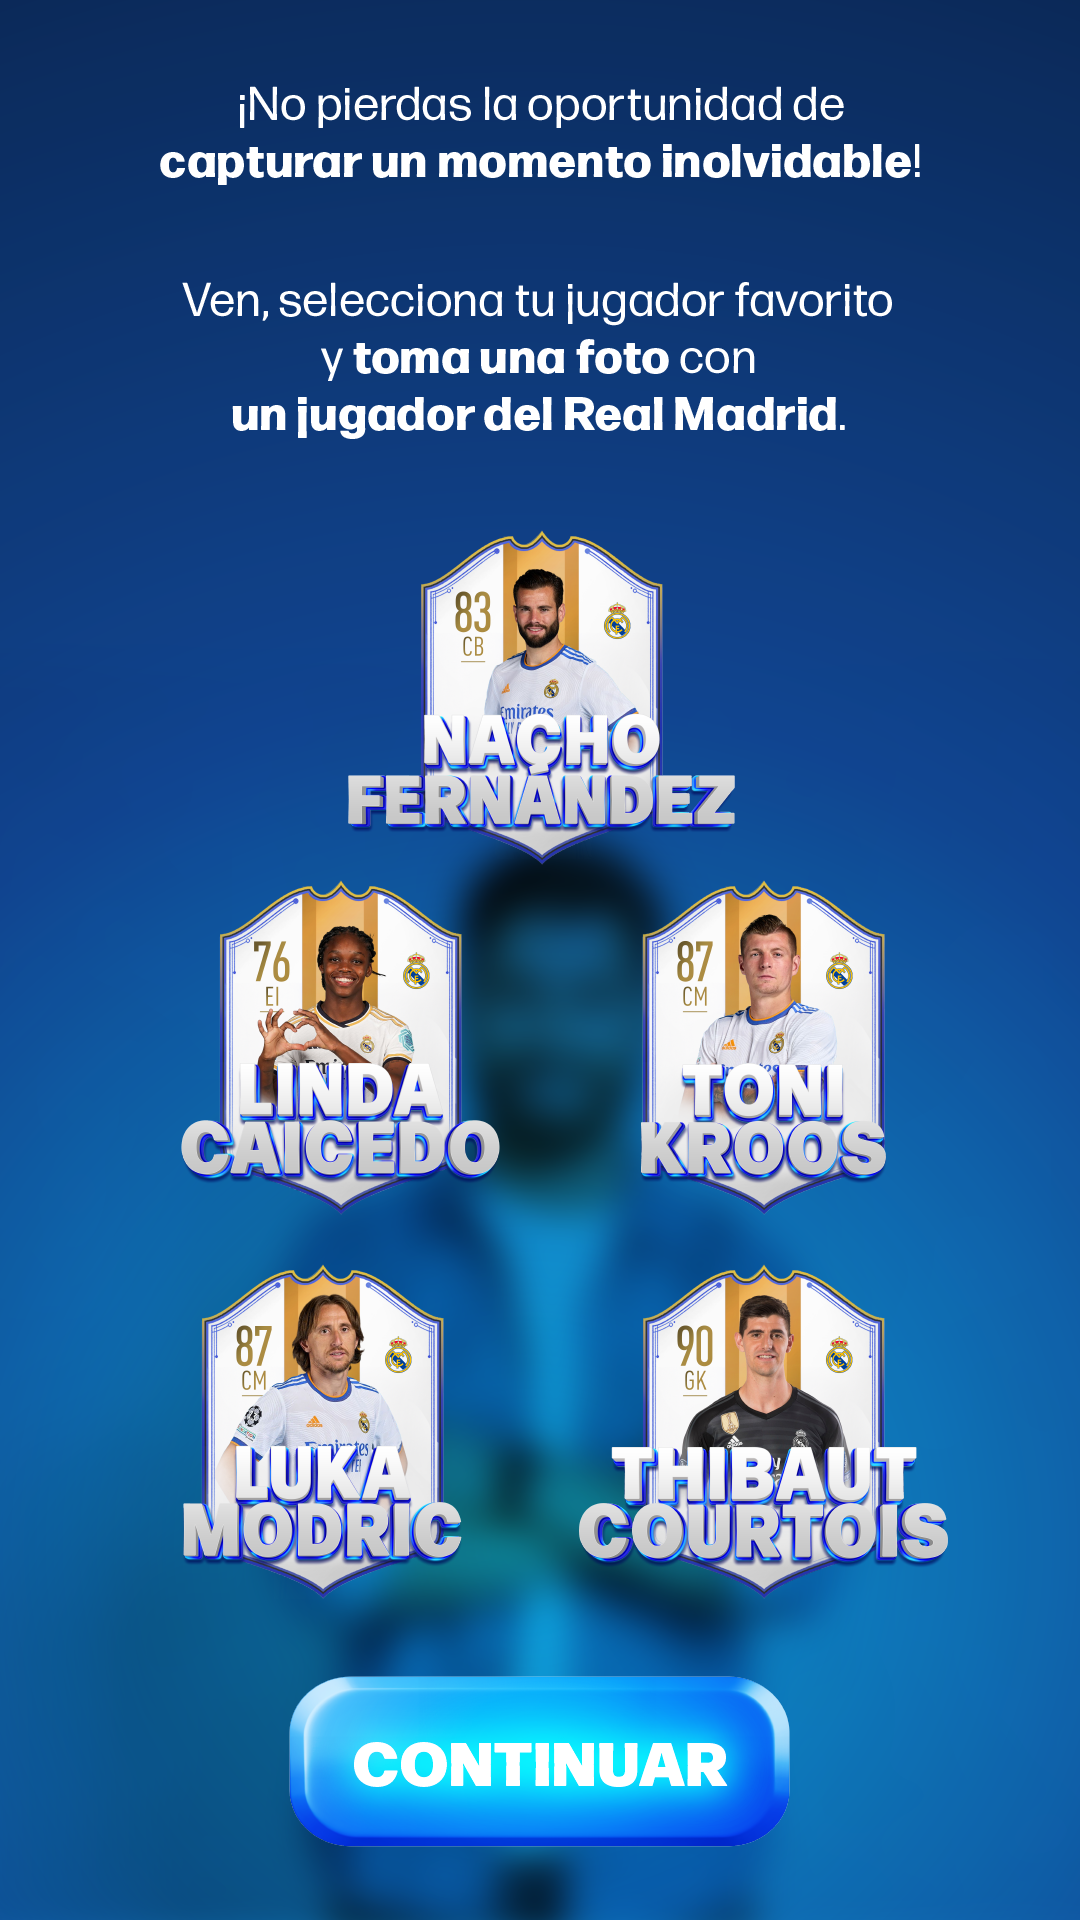 ¡No pierdas la oportunidad de
capturar un momento inolvidable!
Ven, selecciona tu jugador favorito
y toma una foto con
un jugador del Real Madrid.
83
CB
NACHO
FERNÁNDEZ
76
EI
LINDA
CAICEDO
87
CM
TONI
KROOS
87
CM
LUKA
MODRIC
90
GK
THIBAUT
COURTOIS
CONTINUAR